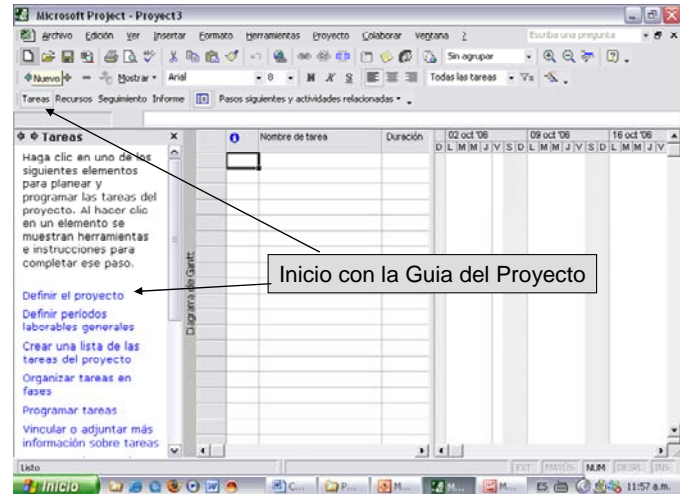 Microsoft Project - Proyect3
Archivo Edición Ver Insertar Formato Herramientas Proyecto Colaborar Ventana ? Escriba una pregunta
Sin agrupar
Nuevo Mostrar Arial 8 N K S Todas las tareas
Tareas Recursos Seguimiento Informe Pasos siguientes y actividades relacionadas
Tareas
Haga clic en uno de los
siguientes elementos
para planear y
programar las tareas del
proyecto. Al hacer clic
en un elemento se
muestran herramientas
e instrucciones para
completar ese paso.
Definir el proyecto
Definir períodos
laborables generales
Crear una lista de las
tareas del proyecto
Organizar tareas en
fases
Programar tareas
Vincular o adjuntar más
información sobre tareas
Diagrama de Gantt
Nombre de tarea Duración 02 oct '06 09 oct '06 16 oct '06
D L M M J V S D L M M J V S D L M M J V
Inicio con la Guia del Proyecto
Listo EXT MAYÚS NUM DESPL INS
Inicio C... P... M... M... M... ES 11:57 a.m.